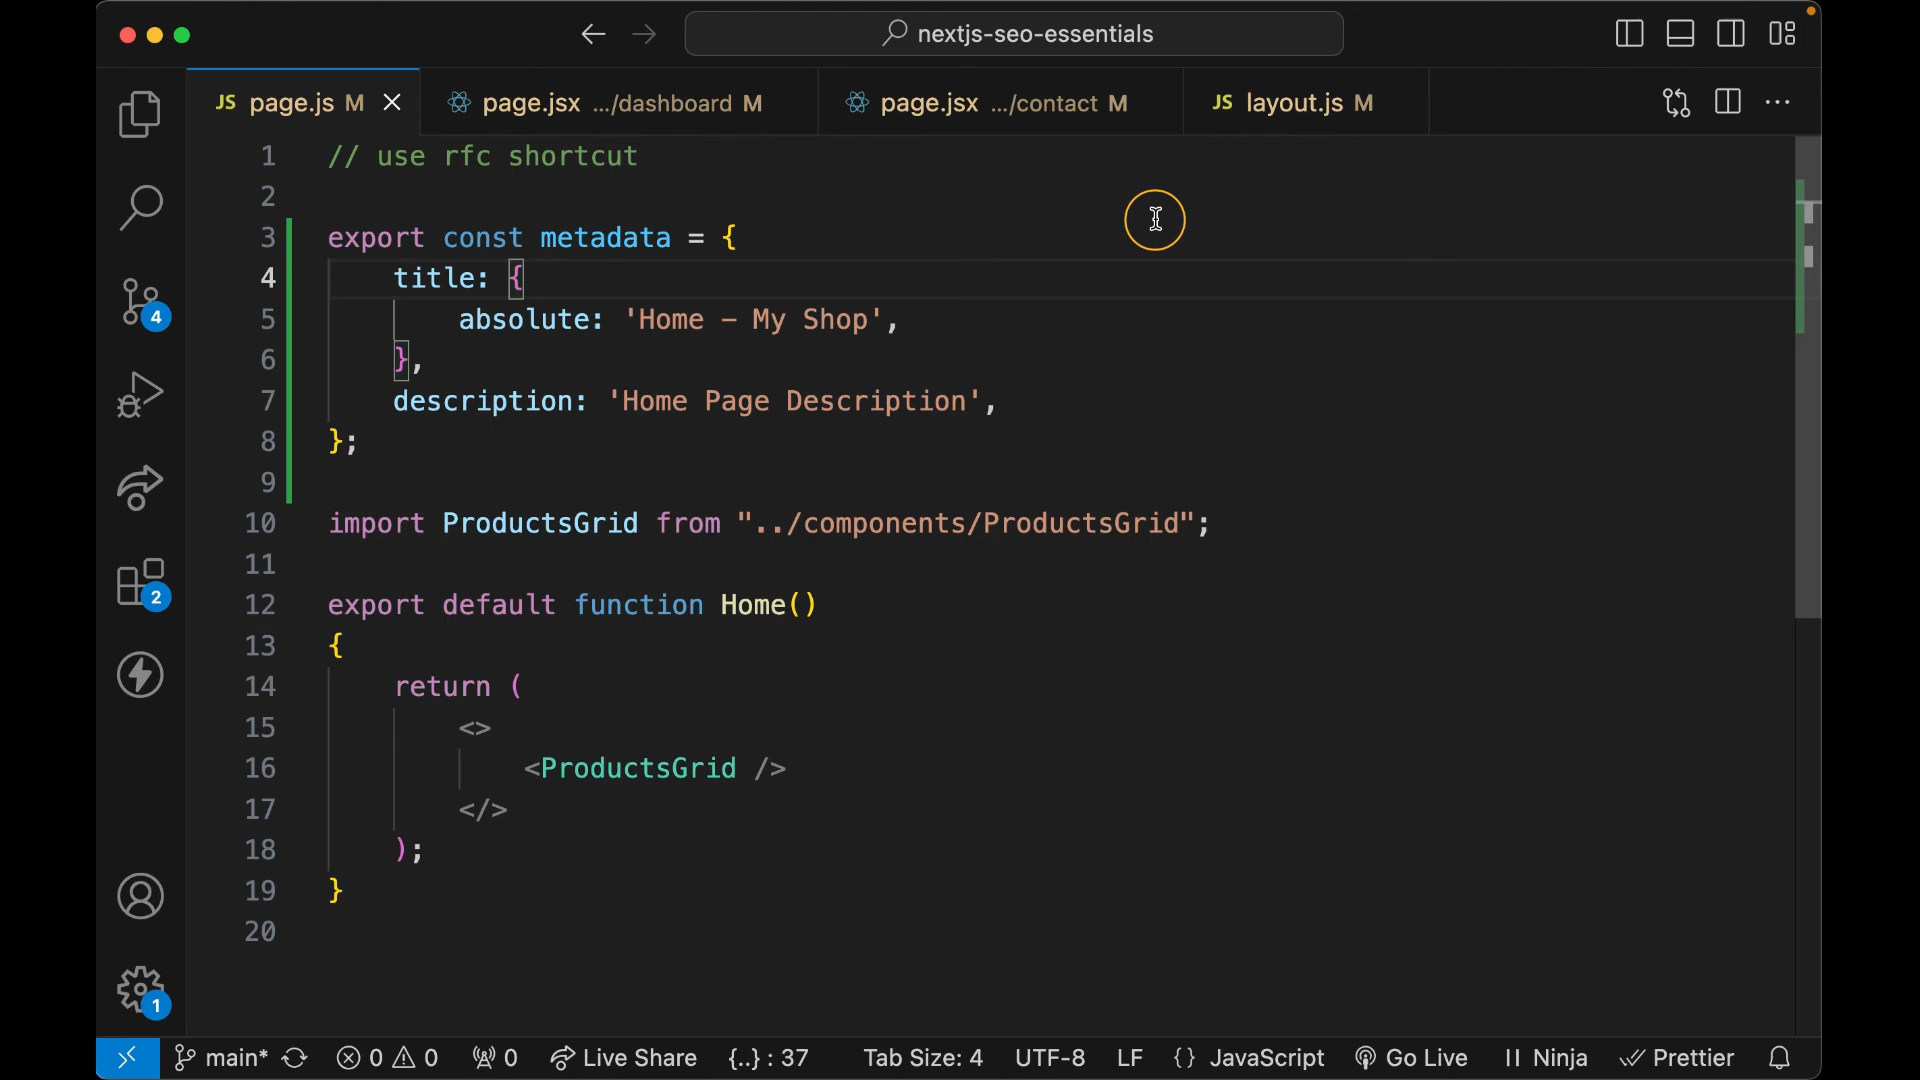 nextjs-seo-essentials
JS page.js M
page.jsx .../dashboard M
page.jsx .../contact M
JS layout.js M
1 // use rfc shortcut
2
3 export const metadata = {
4 title: {
5 absolute: 'Home – My Shop',
6 },
7 description: 'Home Page Description',
8 };
9
10 import ProductsGrid from "../components/ProductsGrid";
11
12 export default function Home()
13 {
14 return (
15 <>
16 <ProductsGrid />
17 </>
18 );
19 }
20
4
2
1
main* 0 0 0 Live Share {..} : 37 Tab Size: 4 UTF-8 LF {} JavaScript Go Live Ninja Prettier